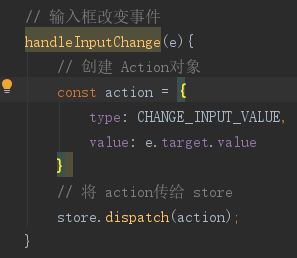 // 输入框改变事件
handleInputChange(e){
// 创建 Action对象
const action = {
type: CHANGE_INPUT_VALUE,
value: e.target.value
}
// 将 action传给 store
store.dispatch(action);
}